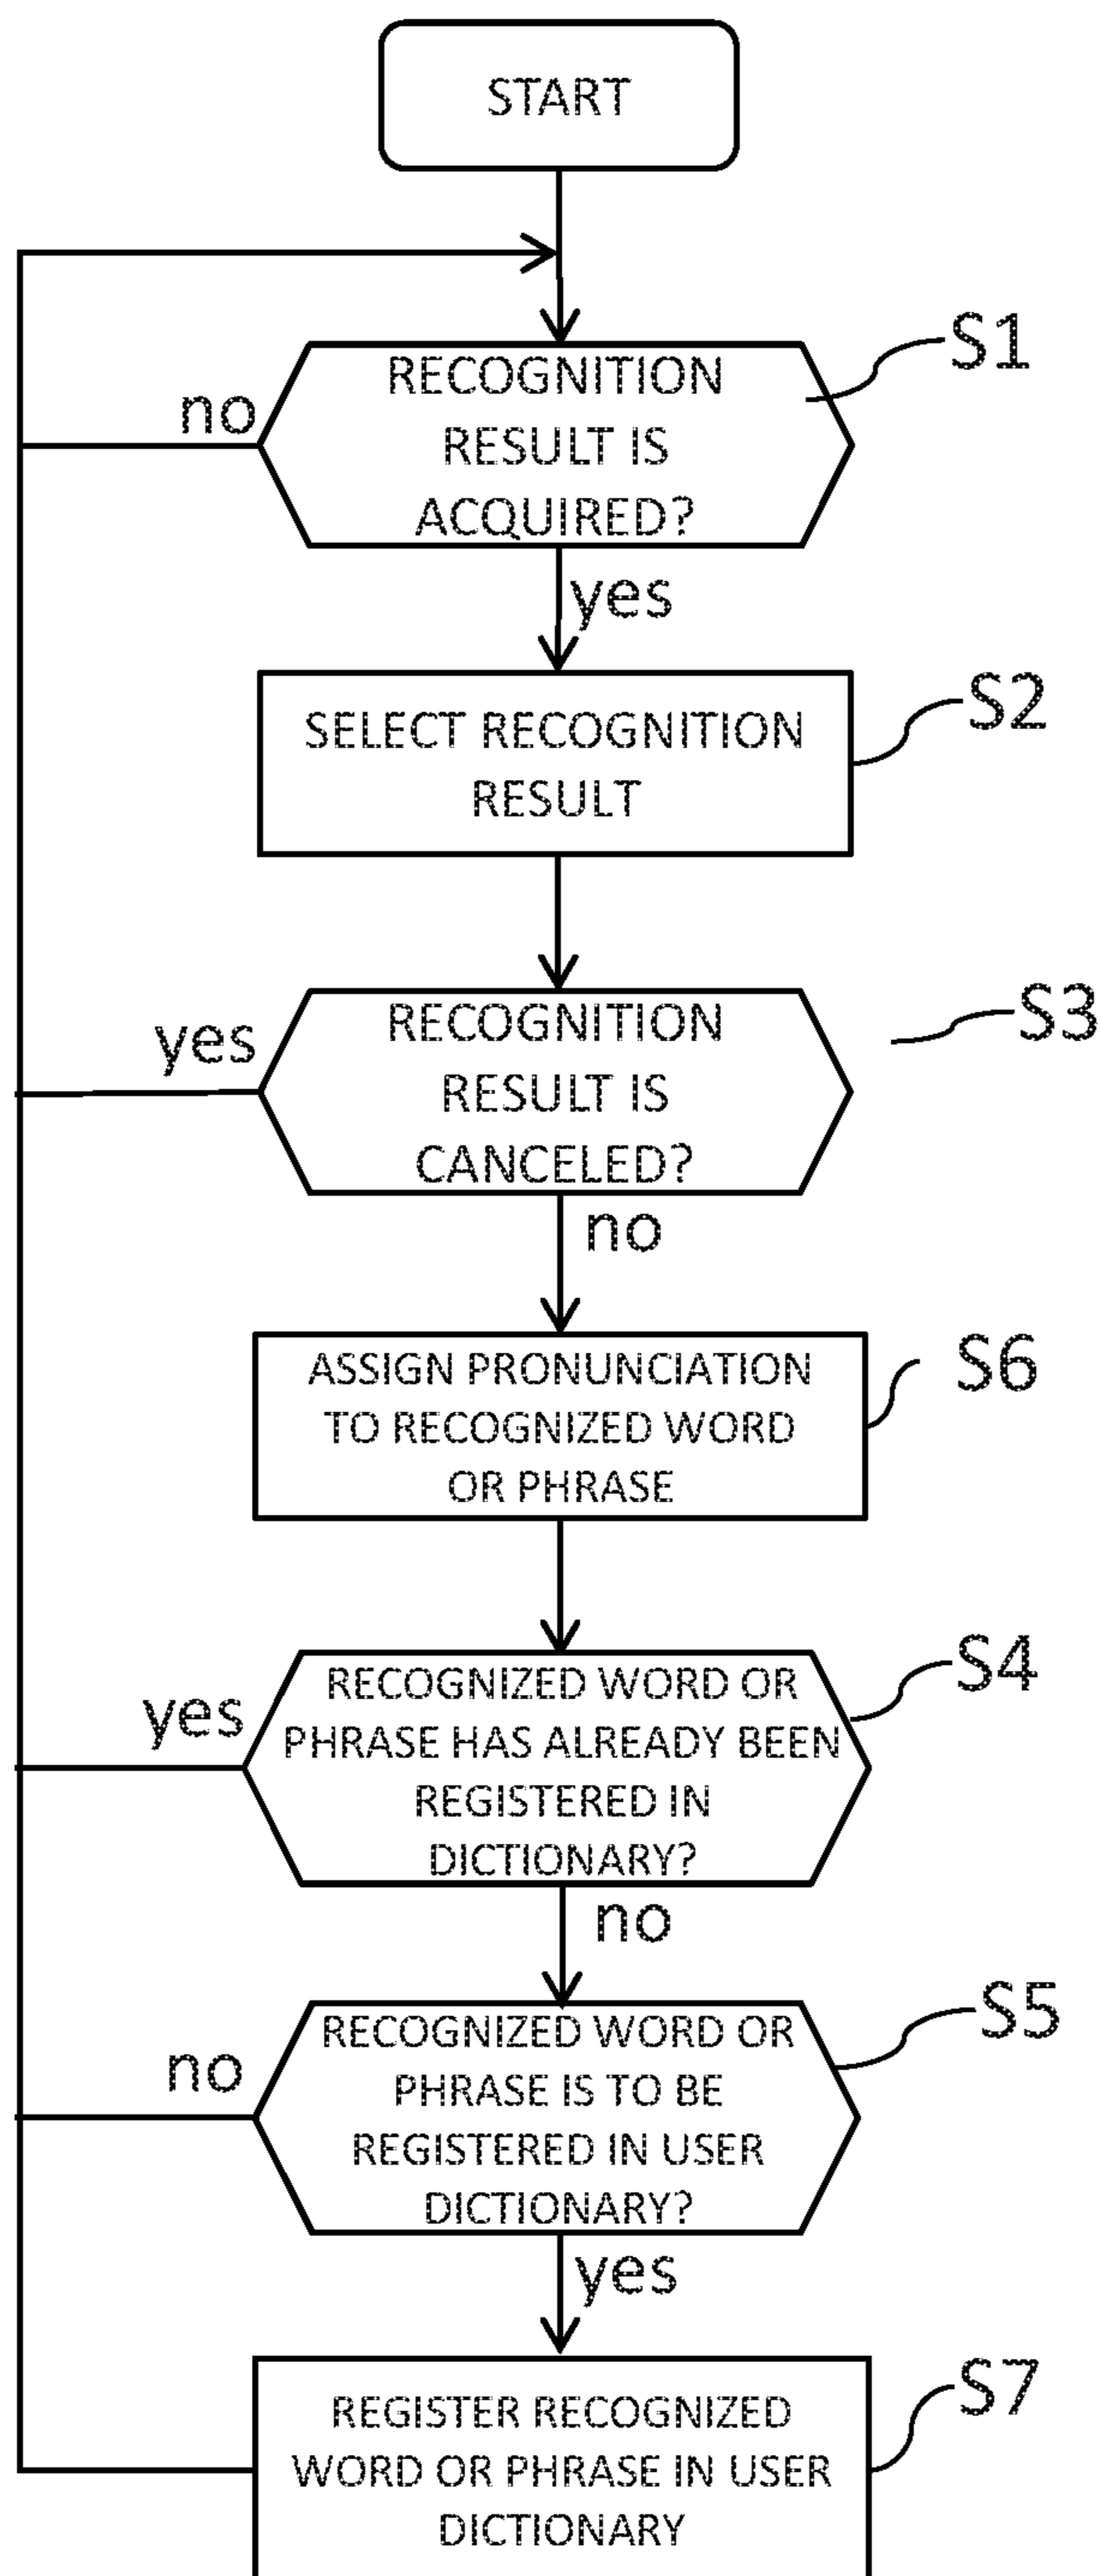 START
RECOGNITION
RESULT IS
ACQUIRED?
S1
no
yes
SELECT RECOGNITION
RESULT
S2
RECOGNITION
RESULT IS
CANCELED?
S3
yes
no
ASSIGN PRONUNCIATION
TO RECOGNIZED WORD
OR PHRASE
S6
RECOGNIZED WORD OR
PHRASE HAS ALREADY BEEN
REGISTERED IN
DICTIONARY?
S4
yes
no
RECOGNIZED WORD OR
PHRASE IS TO BE
REGISTERED IN USER
DICTIONARY?
S5
no
yes
REGISTER RECOGNIZED
WORD OR PHRASE IN USER
DICTIONARY
S7